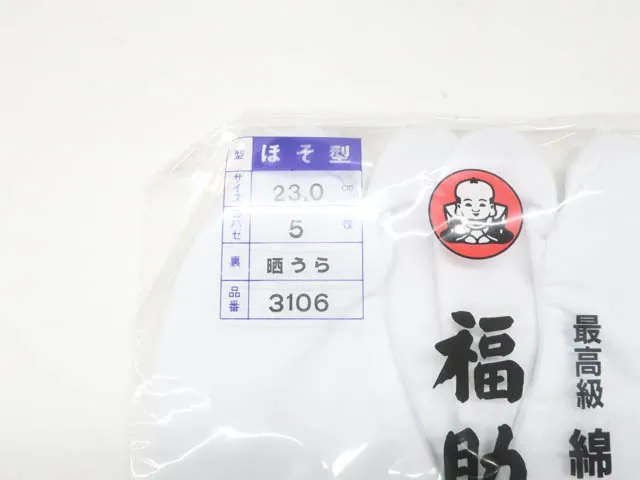 型 ほそ型
サイズ 23.0 cm
コハゼ 5 枚
裏 晒うら
品番 3106
福助
最高級 綿